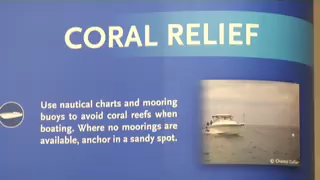 CORAL RELIEF
Use nautical charts and mooring
buoys to avoid coral reefs when
boating. Where no moorings are
available, anchor in a sandy spot.